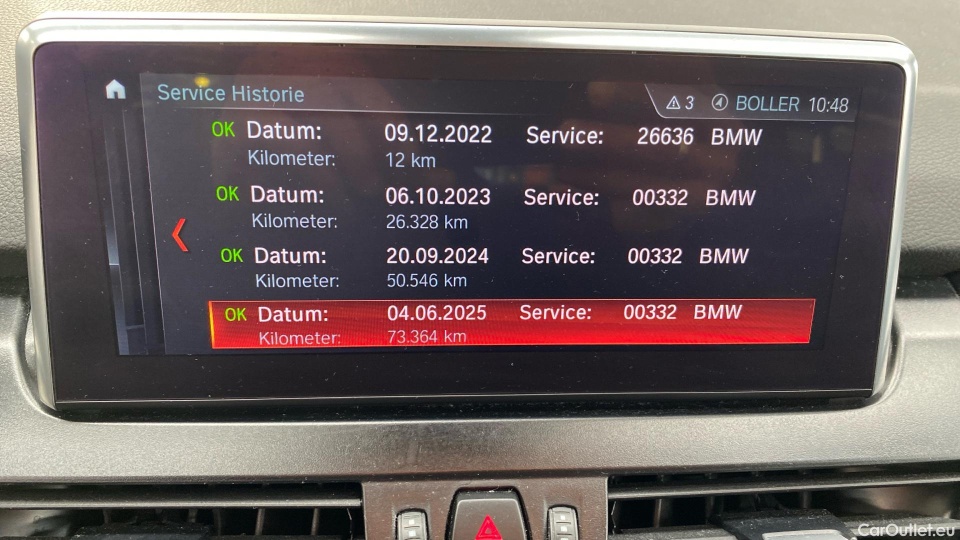 Service Historie
3 BOLLER 10:48
OK Datum: 09.12.2022 Service: 26636 BMW
Kilometer: 12 km
OK Datum: 06.10.2023 Service: 00332 BMW
Kilometer: 26.328 km
OK Datum: 20.09.2024 Service: 00332 BMW
Kilometer: 50.546 km
OK Datum: 04.06.2025 Service: 00332 BMW
Kilometer: 73.364 km
CarOutlet.eu